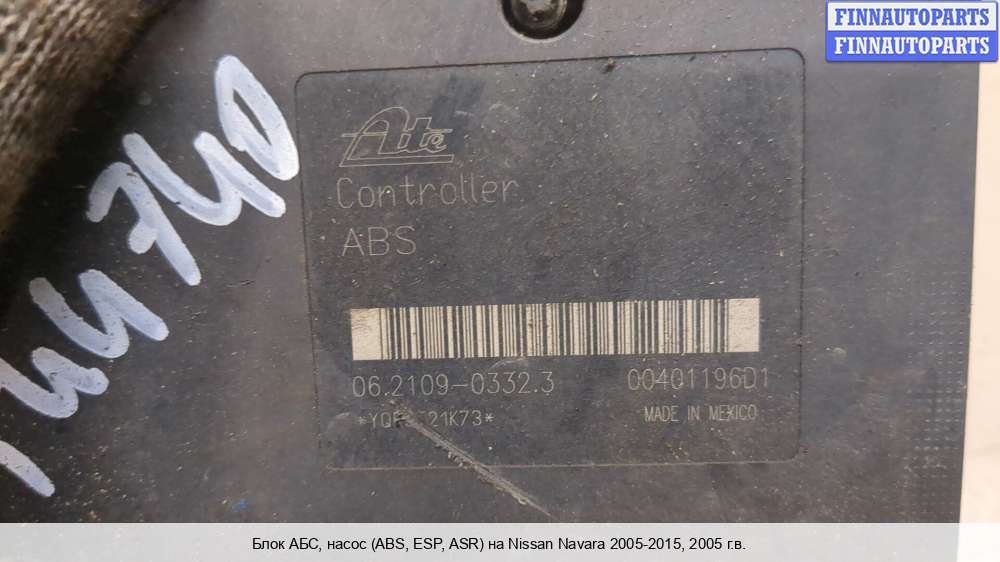 FINNAUTOPARTS
FINNAUTOPARTS
Ate
Controller
ABS
06.2109-0332.3
00401196D1
MADE IN MEXICO
44740
Блок АБС, насос (ABS, ESP, ASR) на Nissan Navara 2005-2015, 2005 г.в.